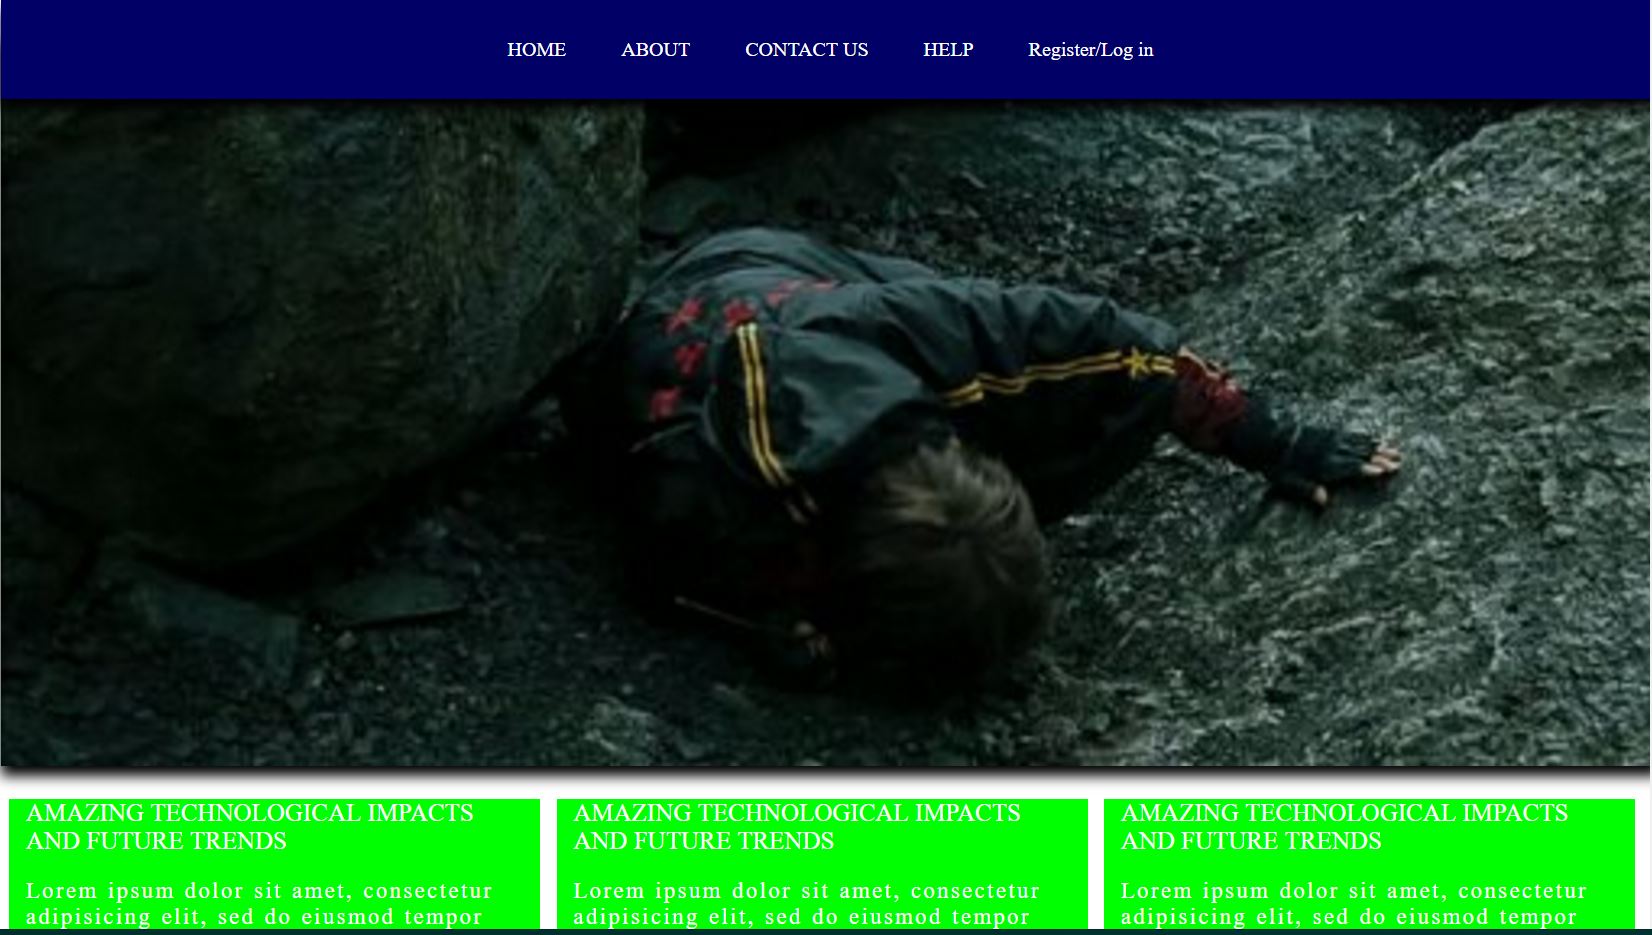 HOME ABOUT CONTACT US HELP Register/Log in
AMAZING TECHNOLOGICAL IMPACTS
AND FUTURE TRENDS
Lorem ipsum dolor sit amet, consectetur
adipisicing elit, sed do eiusmod tempor
AMAZING TECHNOLOGICAL IMPACTS
AND FUTURE TRENDS
Lorem ipsum dolor sit amet, consectetur
adipisicing elit, sed do eiusmod tempor
AMAZING TECHNOLOGICAL IMPACTS
AND FUTURE TRENDS
Lorem ipsum dolor sit amet, consectetur
adipisicing elit, sed do eiusmod tempor